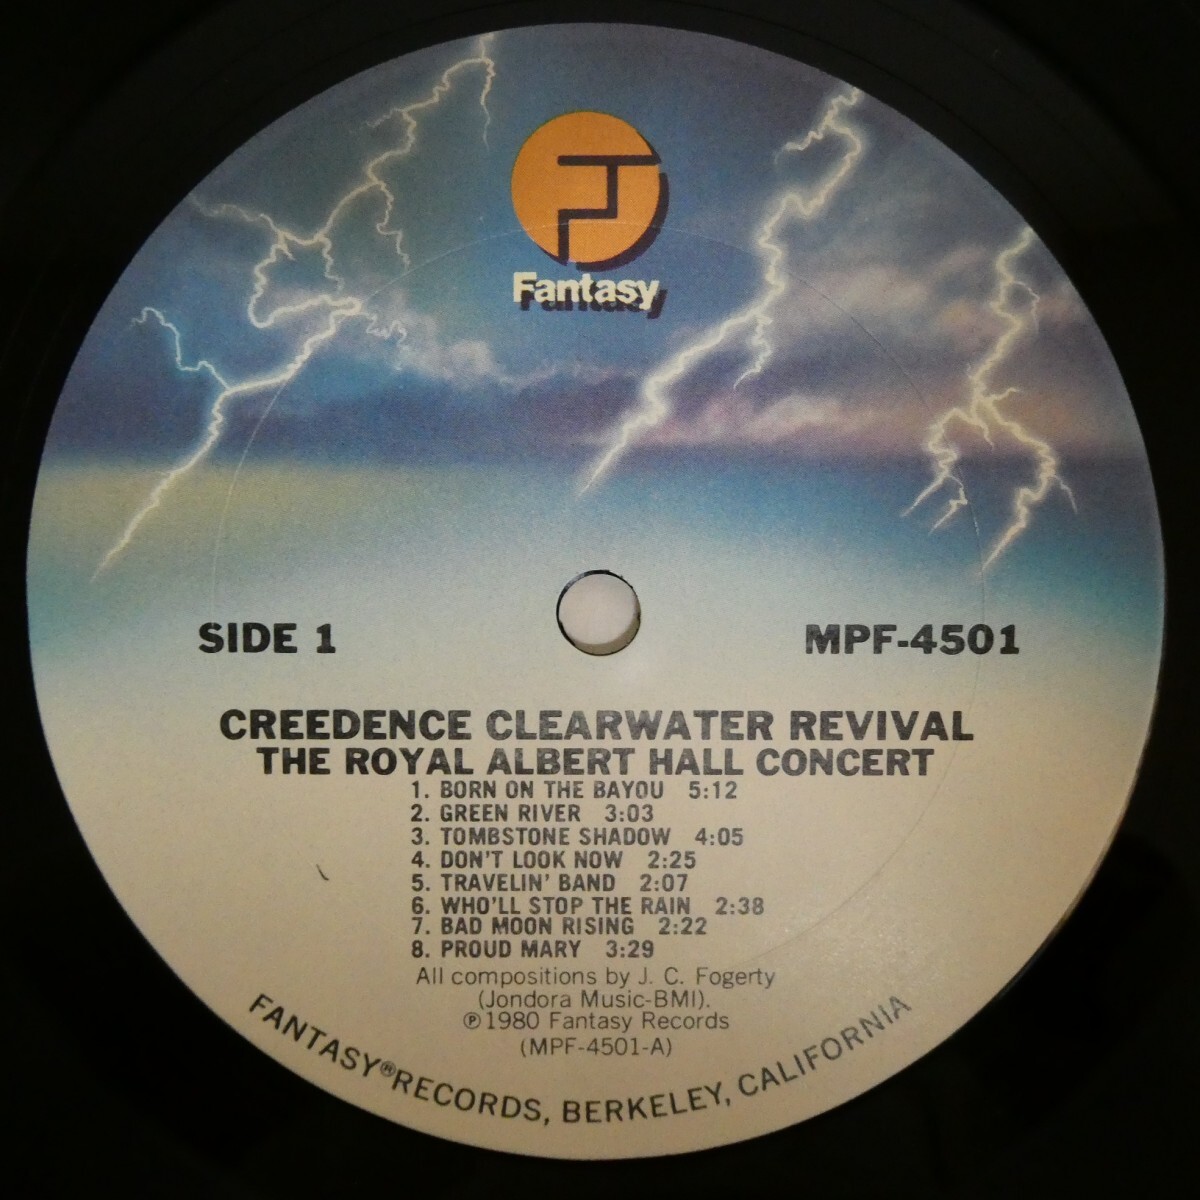 Fantasy
SIDE 1
MPF-4501
CREEDENCE CLEARWATER REVIVAL
THE ROYAL ALBERT HALL CONCERT
1. BORN ON THE BAYOU 5:12
2. GREEN RIVER 3:03
3. TOMBSTONE SHADOW 4:05
4. DON'T LOOK NOW 2:25
5. TRAVELIN' BAND 2:07
6. WHO'LL STOP THE RAIN 2:38
7. BAD MOON RISING 2:22
8. PROUD MARY 3:29
All compositions by J. C. Fogerty
(Jondora Music-BMI).
℗1980 Fantasy Records
(MPF-4501-A)
FANTASY® RECORDS, BERKELEY, CALIFORNIA